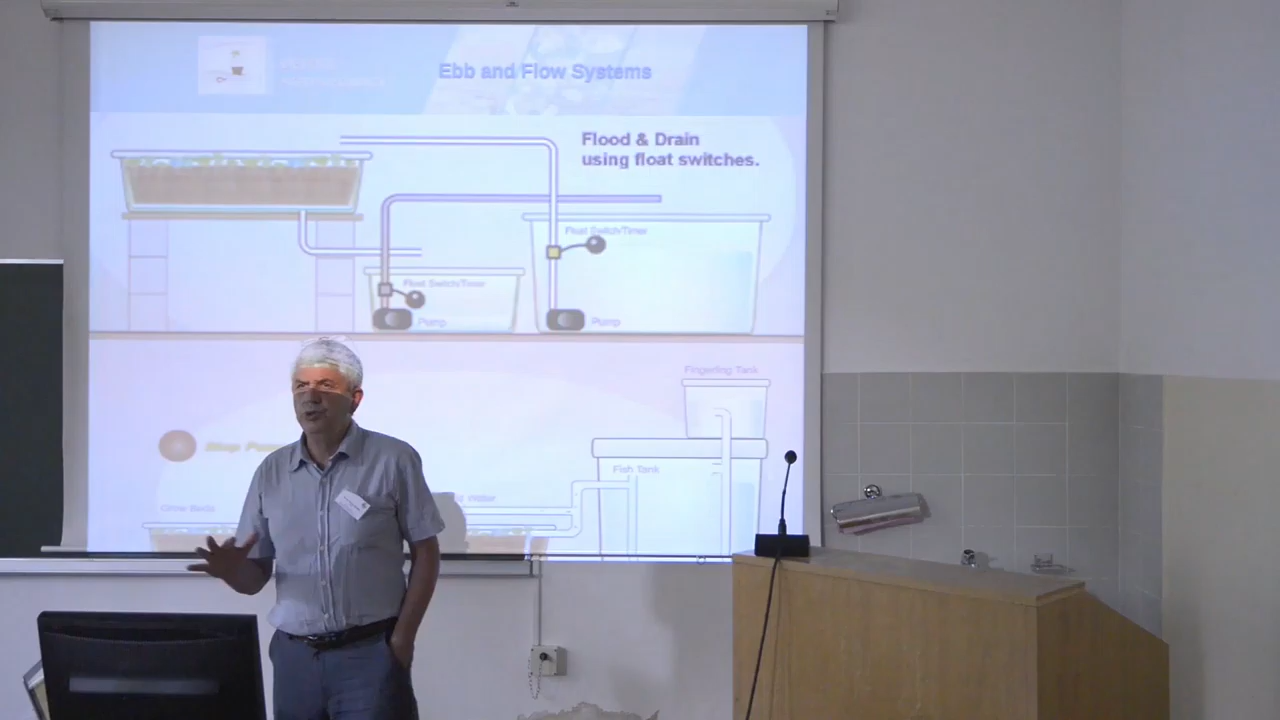 Ebb and Flow Systems
Flood & Drain
using float switches.
Float Switch/Timer
Float Switch/Timer
Pump
Pump
Fingerling Tank
Fish Tank
Water